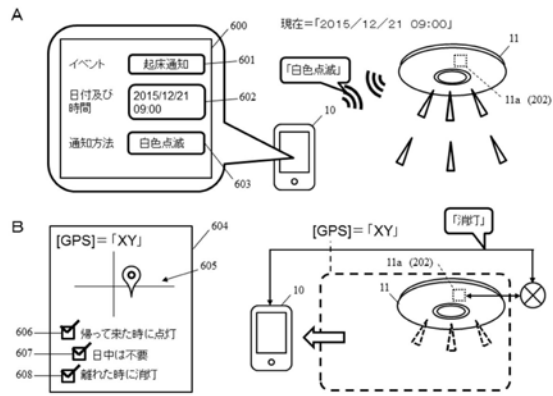 A
600
現在=「2015/12/21 09:00」
11
イベント
起床通知
601
「白色点滅」
日付及び
時間
2015/12/21
09:00
602
10
11a (202)
通知方法
白色点滅
603
B
604
[GPS]=「XY」
605
606
帰って来た時に点灯
607
日中は不要
608
離れた時に消灯
[GPS]=「XY」
「消灯」
11a (202)
10
11